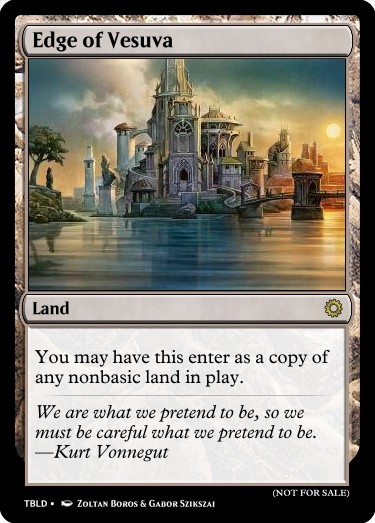 Edge of Vesuva
Land
You may have this enter as a copy of
any nonbasic land in play.
We are what we pretend to be, so we
must be careful what we pretend to be.
—Kurt Vonnegut
(NOT FOR SALE)
TBLD • Zoltan Boros & Gabor Szikszai